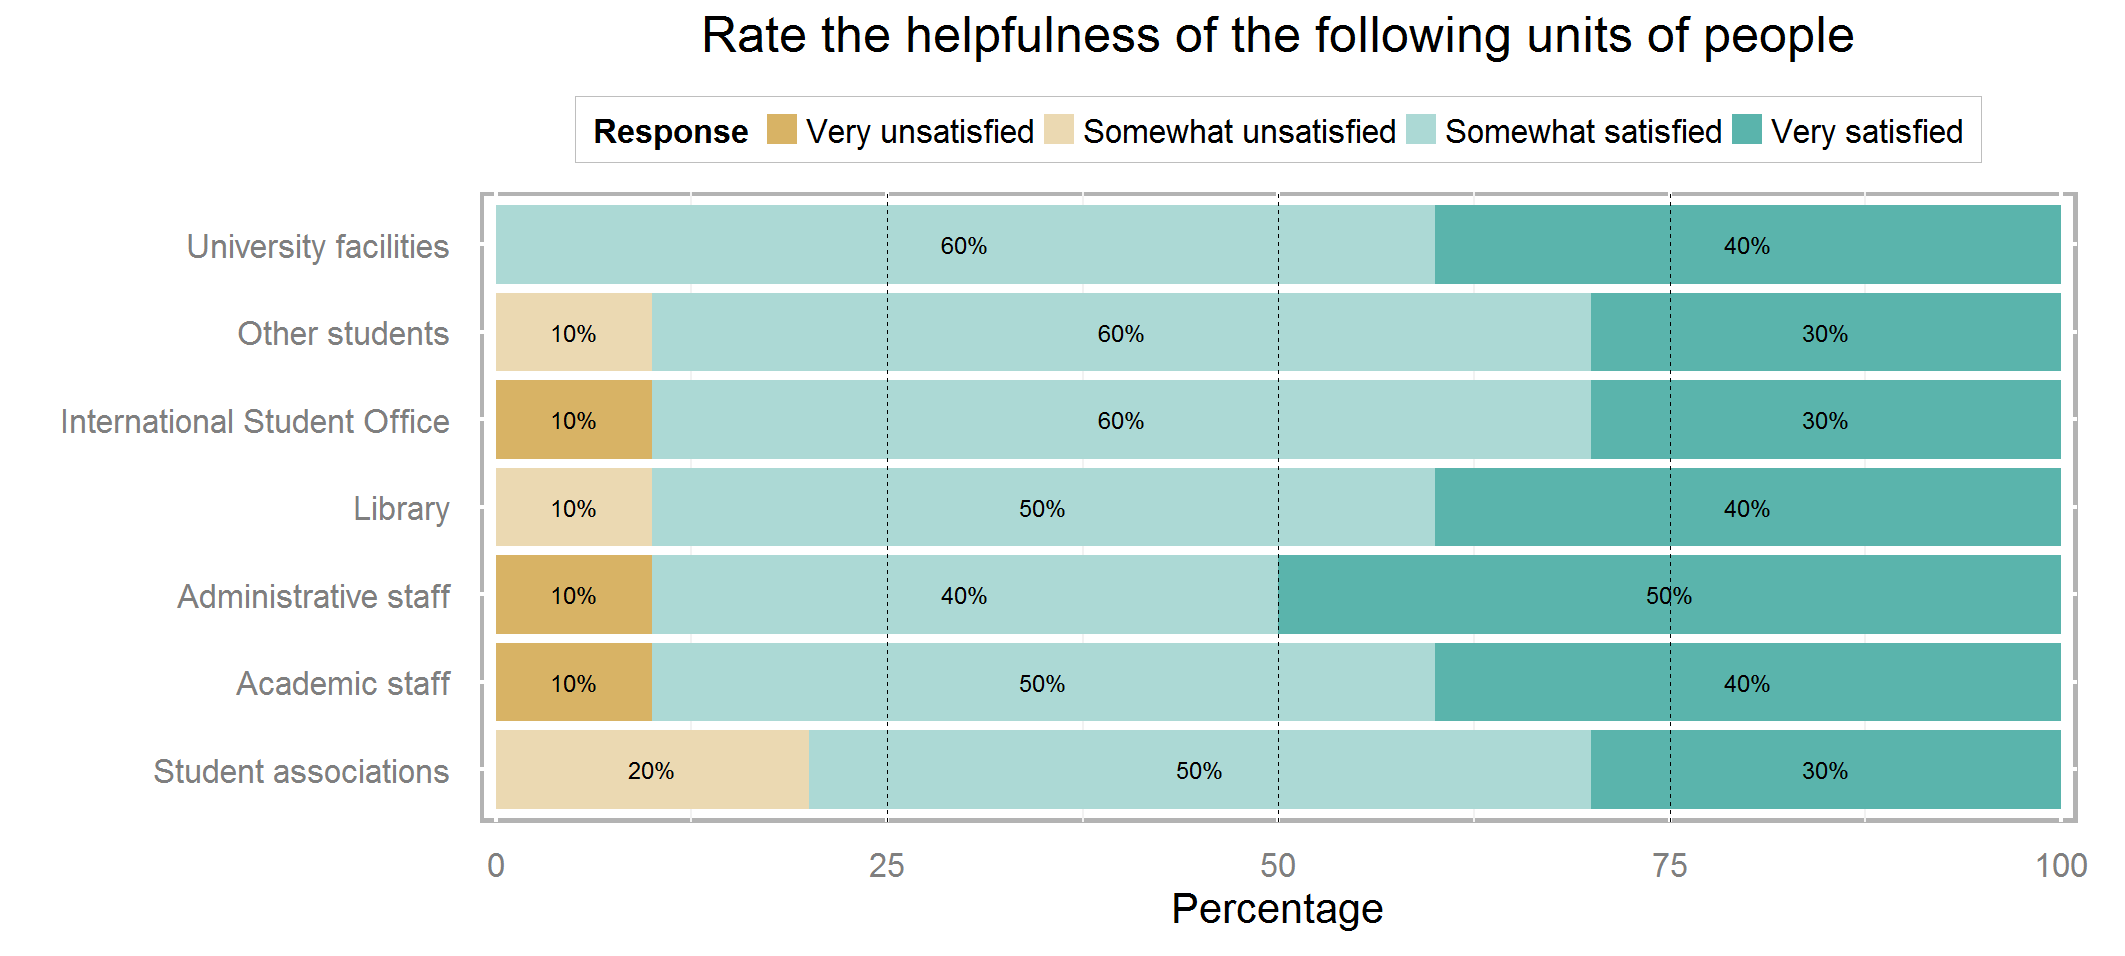 Rate the helpfulness of the following units of people
Response Very unsatisfied Somewhat unsatisfied Somewhat satisfied Very satisfied
University facilities 60% 40%
Other students 10% 60% 30%
International Student Office 10% 60% 30%
Library 10% 50% 40%
Administrative staff 10% 40% 50%
Academic staff 10% 50% 40%
Student associations 20% 50% 30%
0 25 50 75 100
Percentage